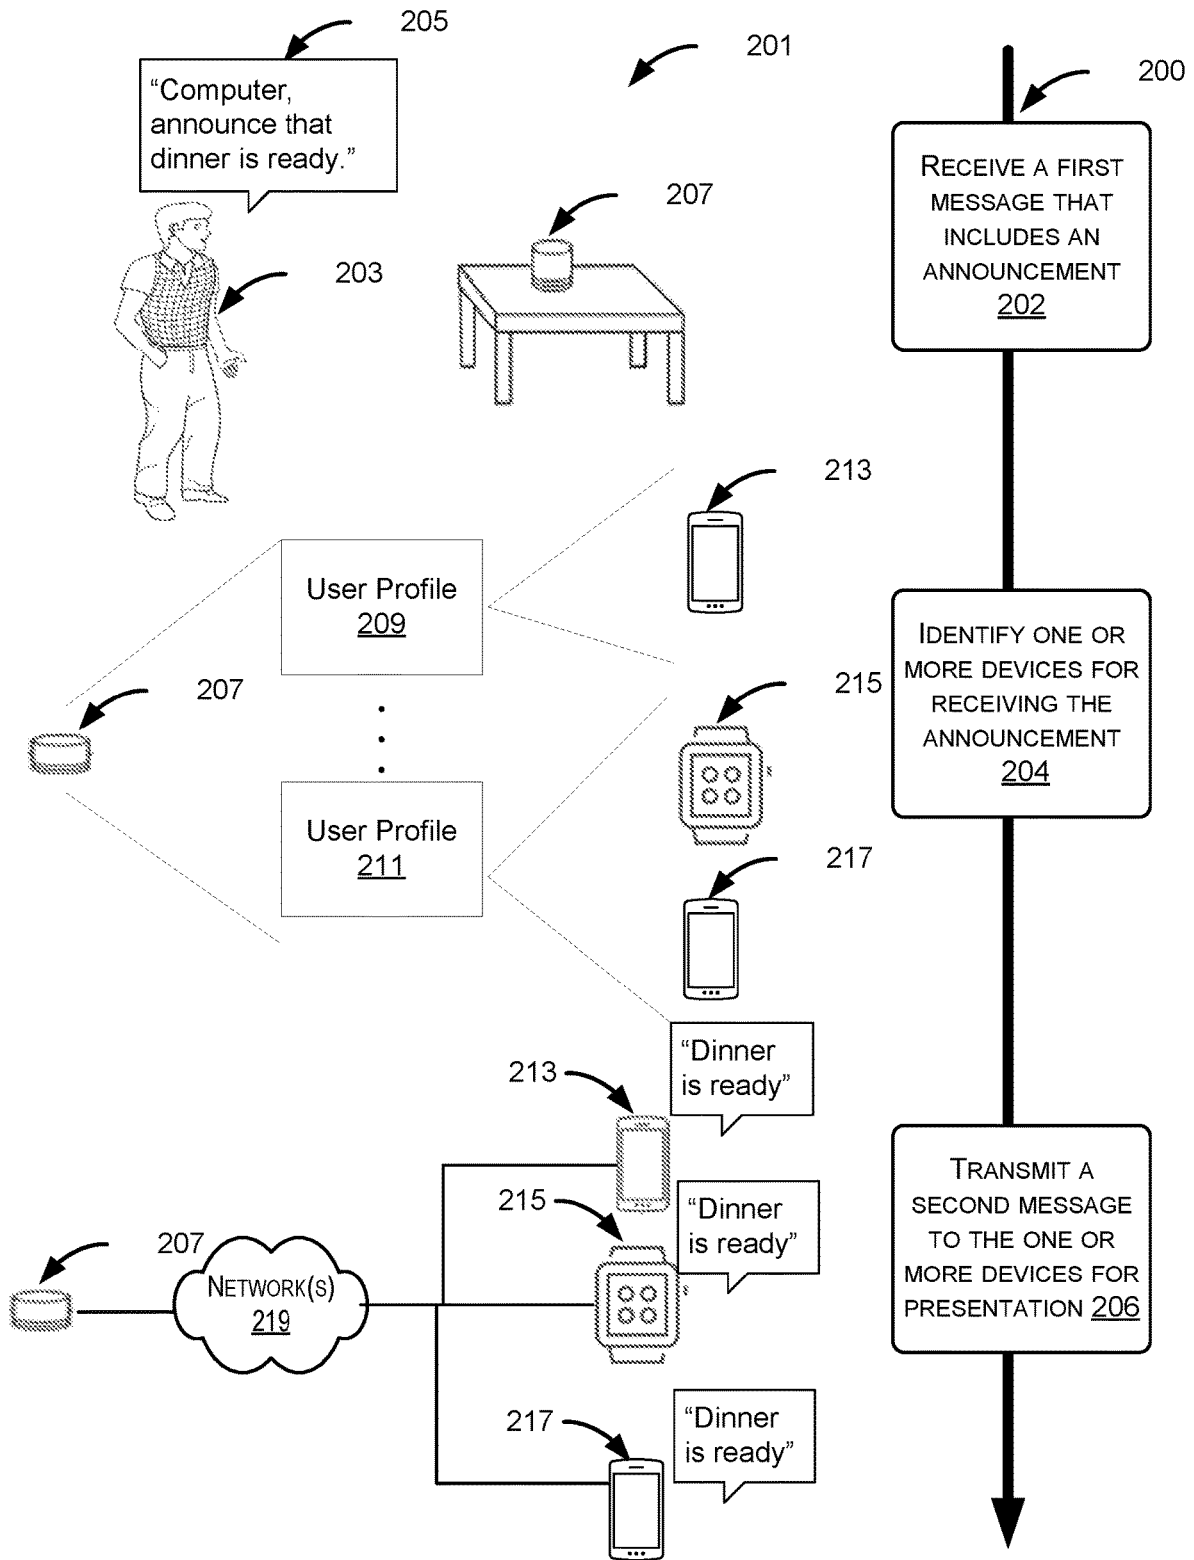 205
201
200
“Computer,
announce that
dinner is ready.”
207
203
RECEIVE A FIRST
MESSAGE THAT
INCLUDES AN
ANNOUNCEMENT
202
213
User Profile
209
207
215
User Profile
211
217
IDENTIFY ONE OR
MORE DEVICES FOR
RECEIVING THE
ANNOUNCEMENT
204
“Dinner
is ready”
213
215
“Dinner
is ready”
207
NETWORK(S)
219
217
“Dinner
is ready”
TRANSMIT A
SECOND MESSAGE
TO THE ONE OR
MORE DEVICES FOR
PRESENTATION 206